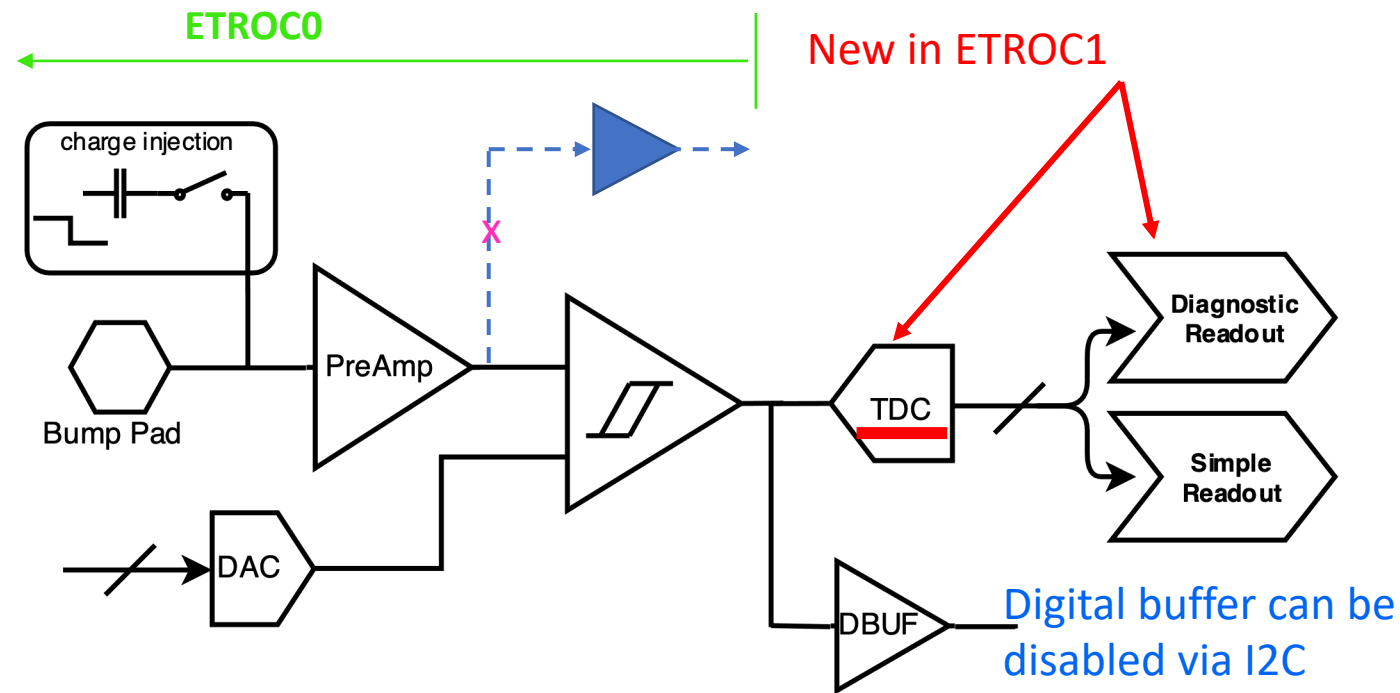 ETROC0
New in ETROC1
charge injection
X
PreAmp
Bump Pad
DAC
TDC
Diagnostic
Readout
Simple
Readout
DBUF
Digital buffer can be
disabled via I2C